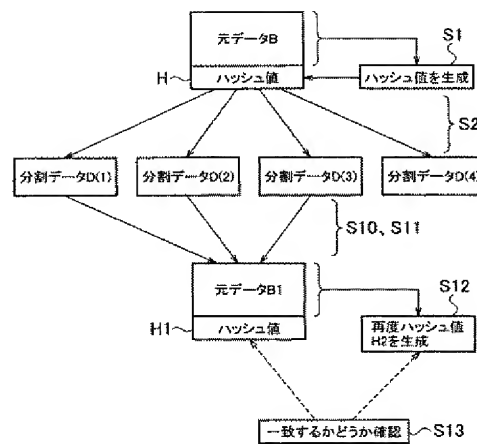 元データB
S1
H
ハッシュ値
ハッシュ値を生成
S2
分割データD(1)
分割データD(2)
分割データD(3)
分割データD(4)
S10、S11
元データB1
S12
H1
ハッシュ値
再度ハッシュ値
H2を生成
一致するかどうか確認
S13